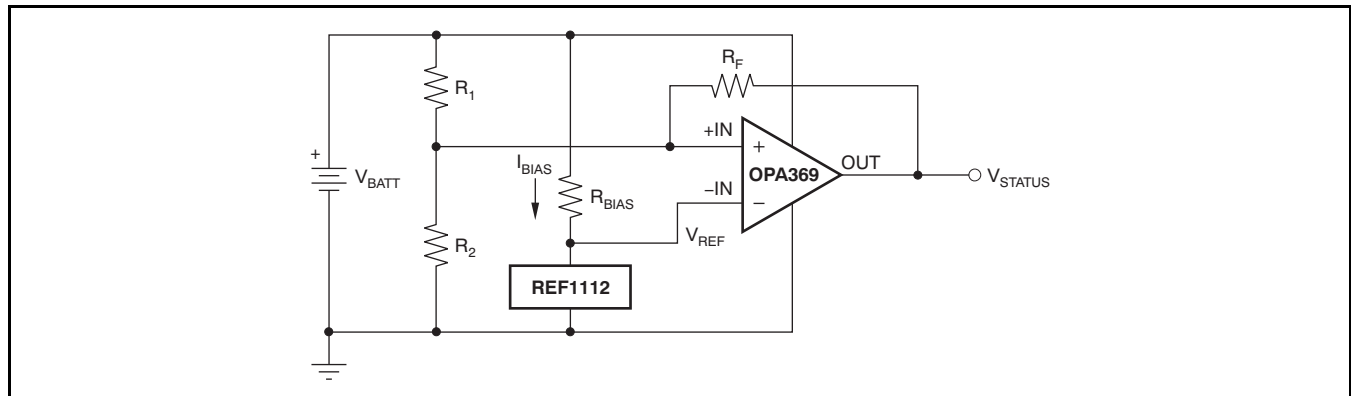 R_F
R_1
+IN
+
+
I_BIAS
OPA369
OUT
V_STATUS
V_BATT
R_BIAS
–IN
–
V_REF
R_2
REF1112